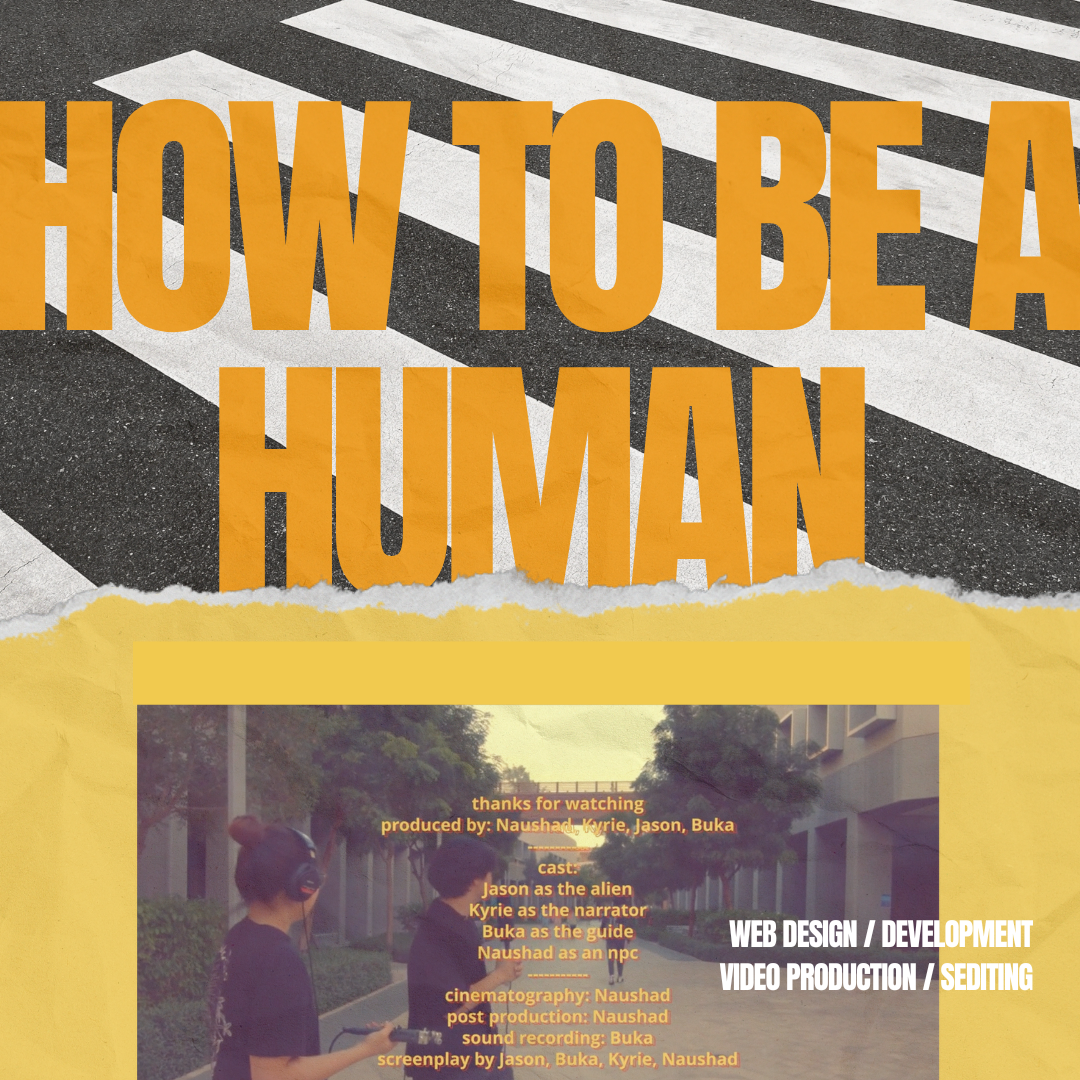 HOW TO BE A
HUMAN
thanks for watching
produced by: Naushad, Kyrie, Jason, Buka
-----------
cast:
Jason as the alien
Kyrie as the narrator
Buka as the guide
Naushad as an npc
-----------
cinematography: Naushad
post production: Naushad
sound recording: Buka
screenplay by Jason, Buka, Kyrie, Naushad
WEB DESIGN / DEVELOPMENT
VIDEO PRODUCTION / SEDITING